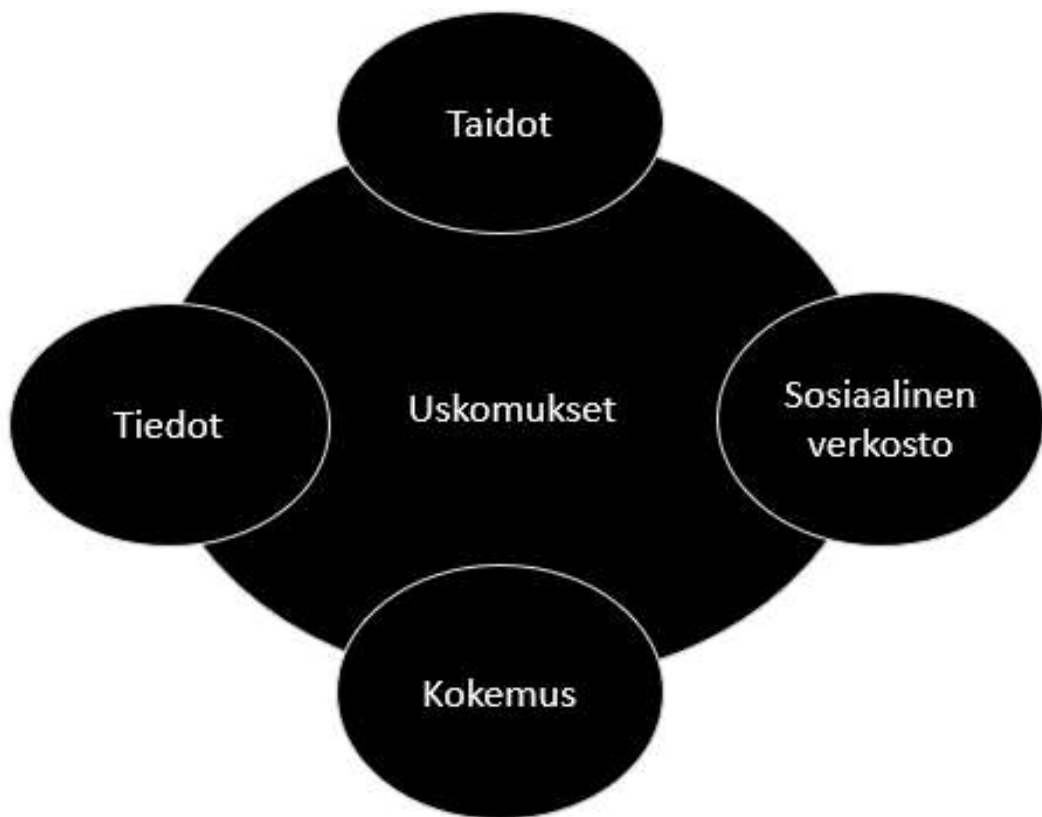 Taidot
Tiedot
Uskomukset
Sosiaalinen
verkosto
Kokemus